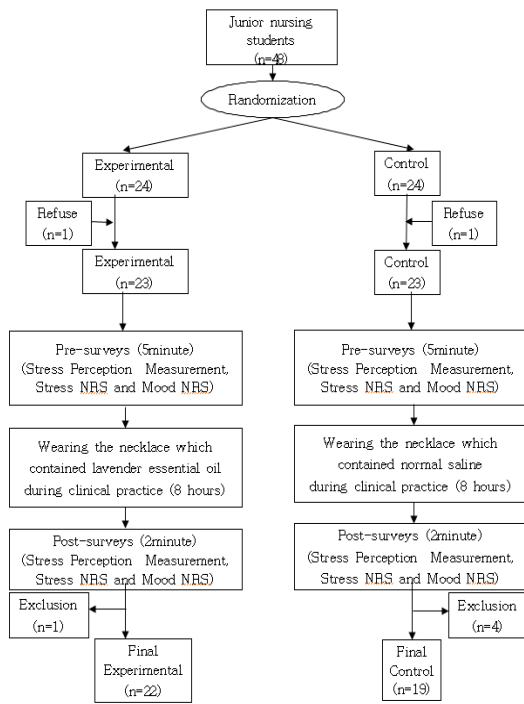 Junior nursing
students
(n=48)
Randomization
Experimental
(n=24)
Control
(n=24)
Refuse
(n=1)
Refuse
(n=1)
Experimental
(n=23)
Control
(n=23)
Pre-surveys (5minute)
(Stress Perception Measurement,
Stress NRS and Mood NRS)
Pre-surveys (5minute)
(Stress Perception Measurement,
Stress NRS and Mood NRS)
Wearing the necklace which
contained lavender essential oil
during clinical practice (8 hours)
Wearing the necklace which
contained normal saline
during clinical practice (8 hours)
Post-surveys (2minute)
(Stress Perception Measurement,
Stress NRS and Mood NRS)
Post-surveys (2minute)
(Stress Perception Measurement,
Stress NRS and Mood NRS)
Exclusion
(n=1)
Exclusion
(n=4)
Final
Experimental
(n=22)
Final
Control
(n=19)